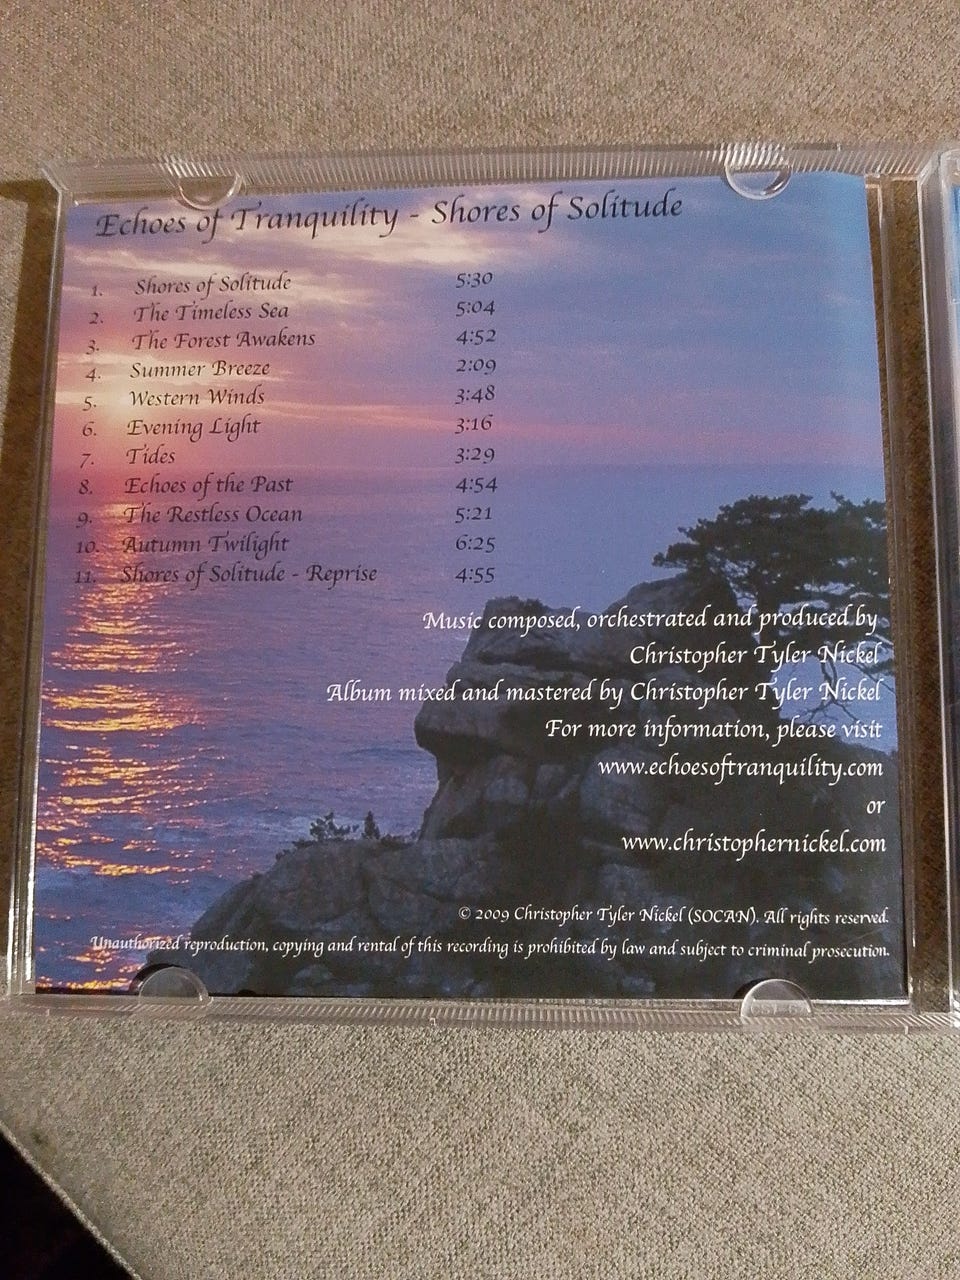 Echoes of Tranquility - Shores of Solitude
1. Shores of Solitude 5:30
2. The Timeless Sea 5:04
3. The Forest Awakens 4:52
4. Summer Breeze 2:09
5. Western Winds 3:48
6. Evening Light 3:16
7. Tides 3:29
8. Echoes of the Past 4:54
9. The Restless Ocean 5:21
10. Autumn Twilight 6:25
11. Shores of Solitude - Reprise 4:55
Music composed, orchestrated and produced by
Christopher Tyler Nickel
Album mixed and mastered by Christopher Tyler Nickel
For more information, please visit
www.echoesoftranquility.com
or
www.christophernickel.com
© 2009 Christopher Tyler Nickel (SOCAN). All rights reserved.
Unauthorized reproduction, copying and rental of this recording is prohibited by law and subject to criminal prosecution.